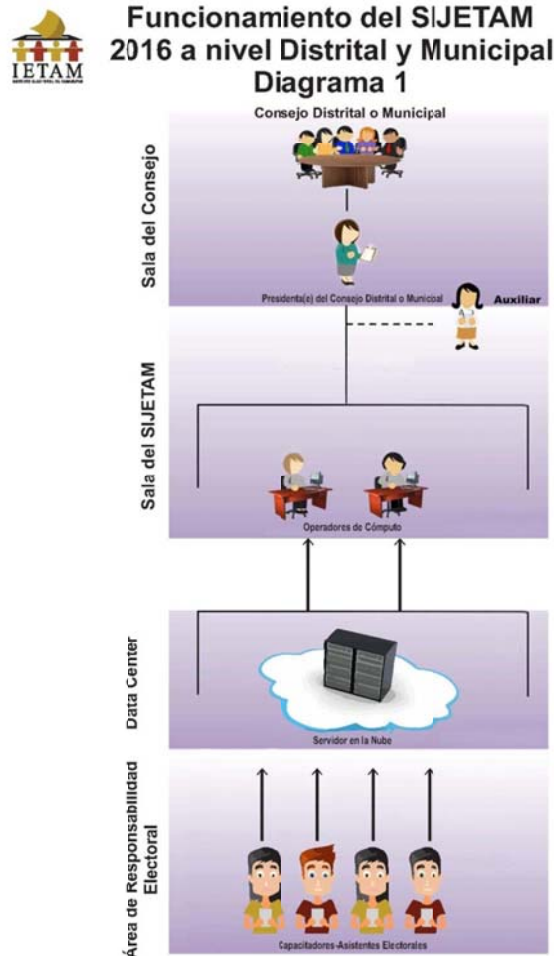 Funcionamiento del SIJETAM
2016 a nivel Distrital y Municipal
Diagrama 1
IETAM
Consejo Distrital o Municipal
Sala del Consejo
Presidenta(e) del Consejo Distrital o Municipal
Auxiliar
Sala del SIJETAM
Operadores de Cómputo
Data Center
Servidor en la Nube
Área de Responsabilidad
Electoral
Capacitadores-Asistentes Electorales